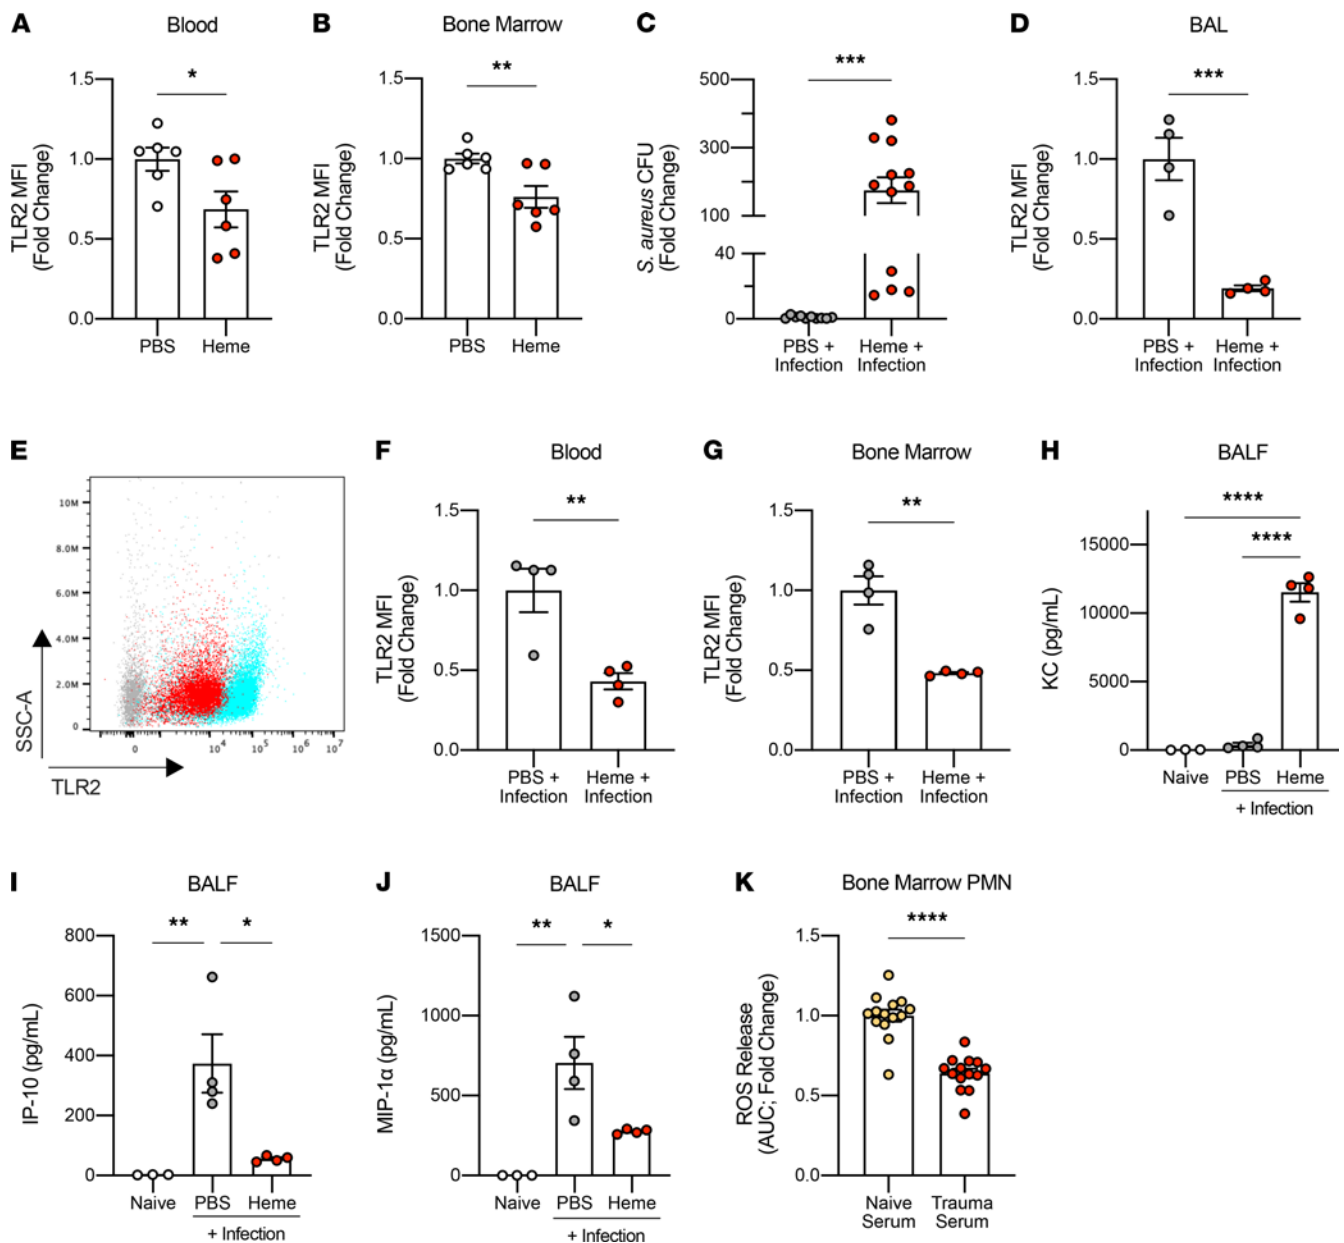 A
Blood
*
TLR2 MFI
(Fold Change)
1.5
1.0
0.5
0.0
PBS
Heme
B
Bone Marrow
**
TLR2 MFI
(Fold Change)
1.5
1.0
0.5
0.0
PBS
Heme
C
***
S. aureus CFU
(Fold Change)
500
300
100
40
0
PBS +
Infection
Heme +
Infection
D
BAL
***
TLR2 MFI
(Fold Change)
1.5
1.0
0.5
0.0
PBS +
Infection
Heme +
Infection
E
SSC-A
10M
8.0M
6.0M
4.0M
2.0M
0
0
10^4
10^5
10^6
10^7
TLR2
F
Blood
**
TLR2 MFI
(Fold Change)
1.5
1.0
0.5
0.0
PBS +
Infection
Heme +
Infection
G
Bone Marrow
**
TLR2 MFI
(Fold Change)
1.5
1.0
0.5
0.0
PBS +
Infection
Heme +
Infection
H
BALF
****
****
KC (pg/mL)
15000
10000
5000
0
Naive
PBS
Heme
+ Infection
I
BALF
**
*
IP-10 (pg/mL)
800
600
400
200
0
Naive
PBS
Heme
+ Infection
J
BALF
**
*
MIP-1α (pg/mL)
1500
1000
500
0
Naive
PBS
Heme
+ Infection
K
Bone Marrow PMN
****
ROS Release
(AUC; Fold Change)
1.5
1.0
0.5
0.0
Naive
Serum
Trauma
Serum